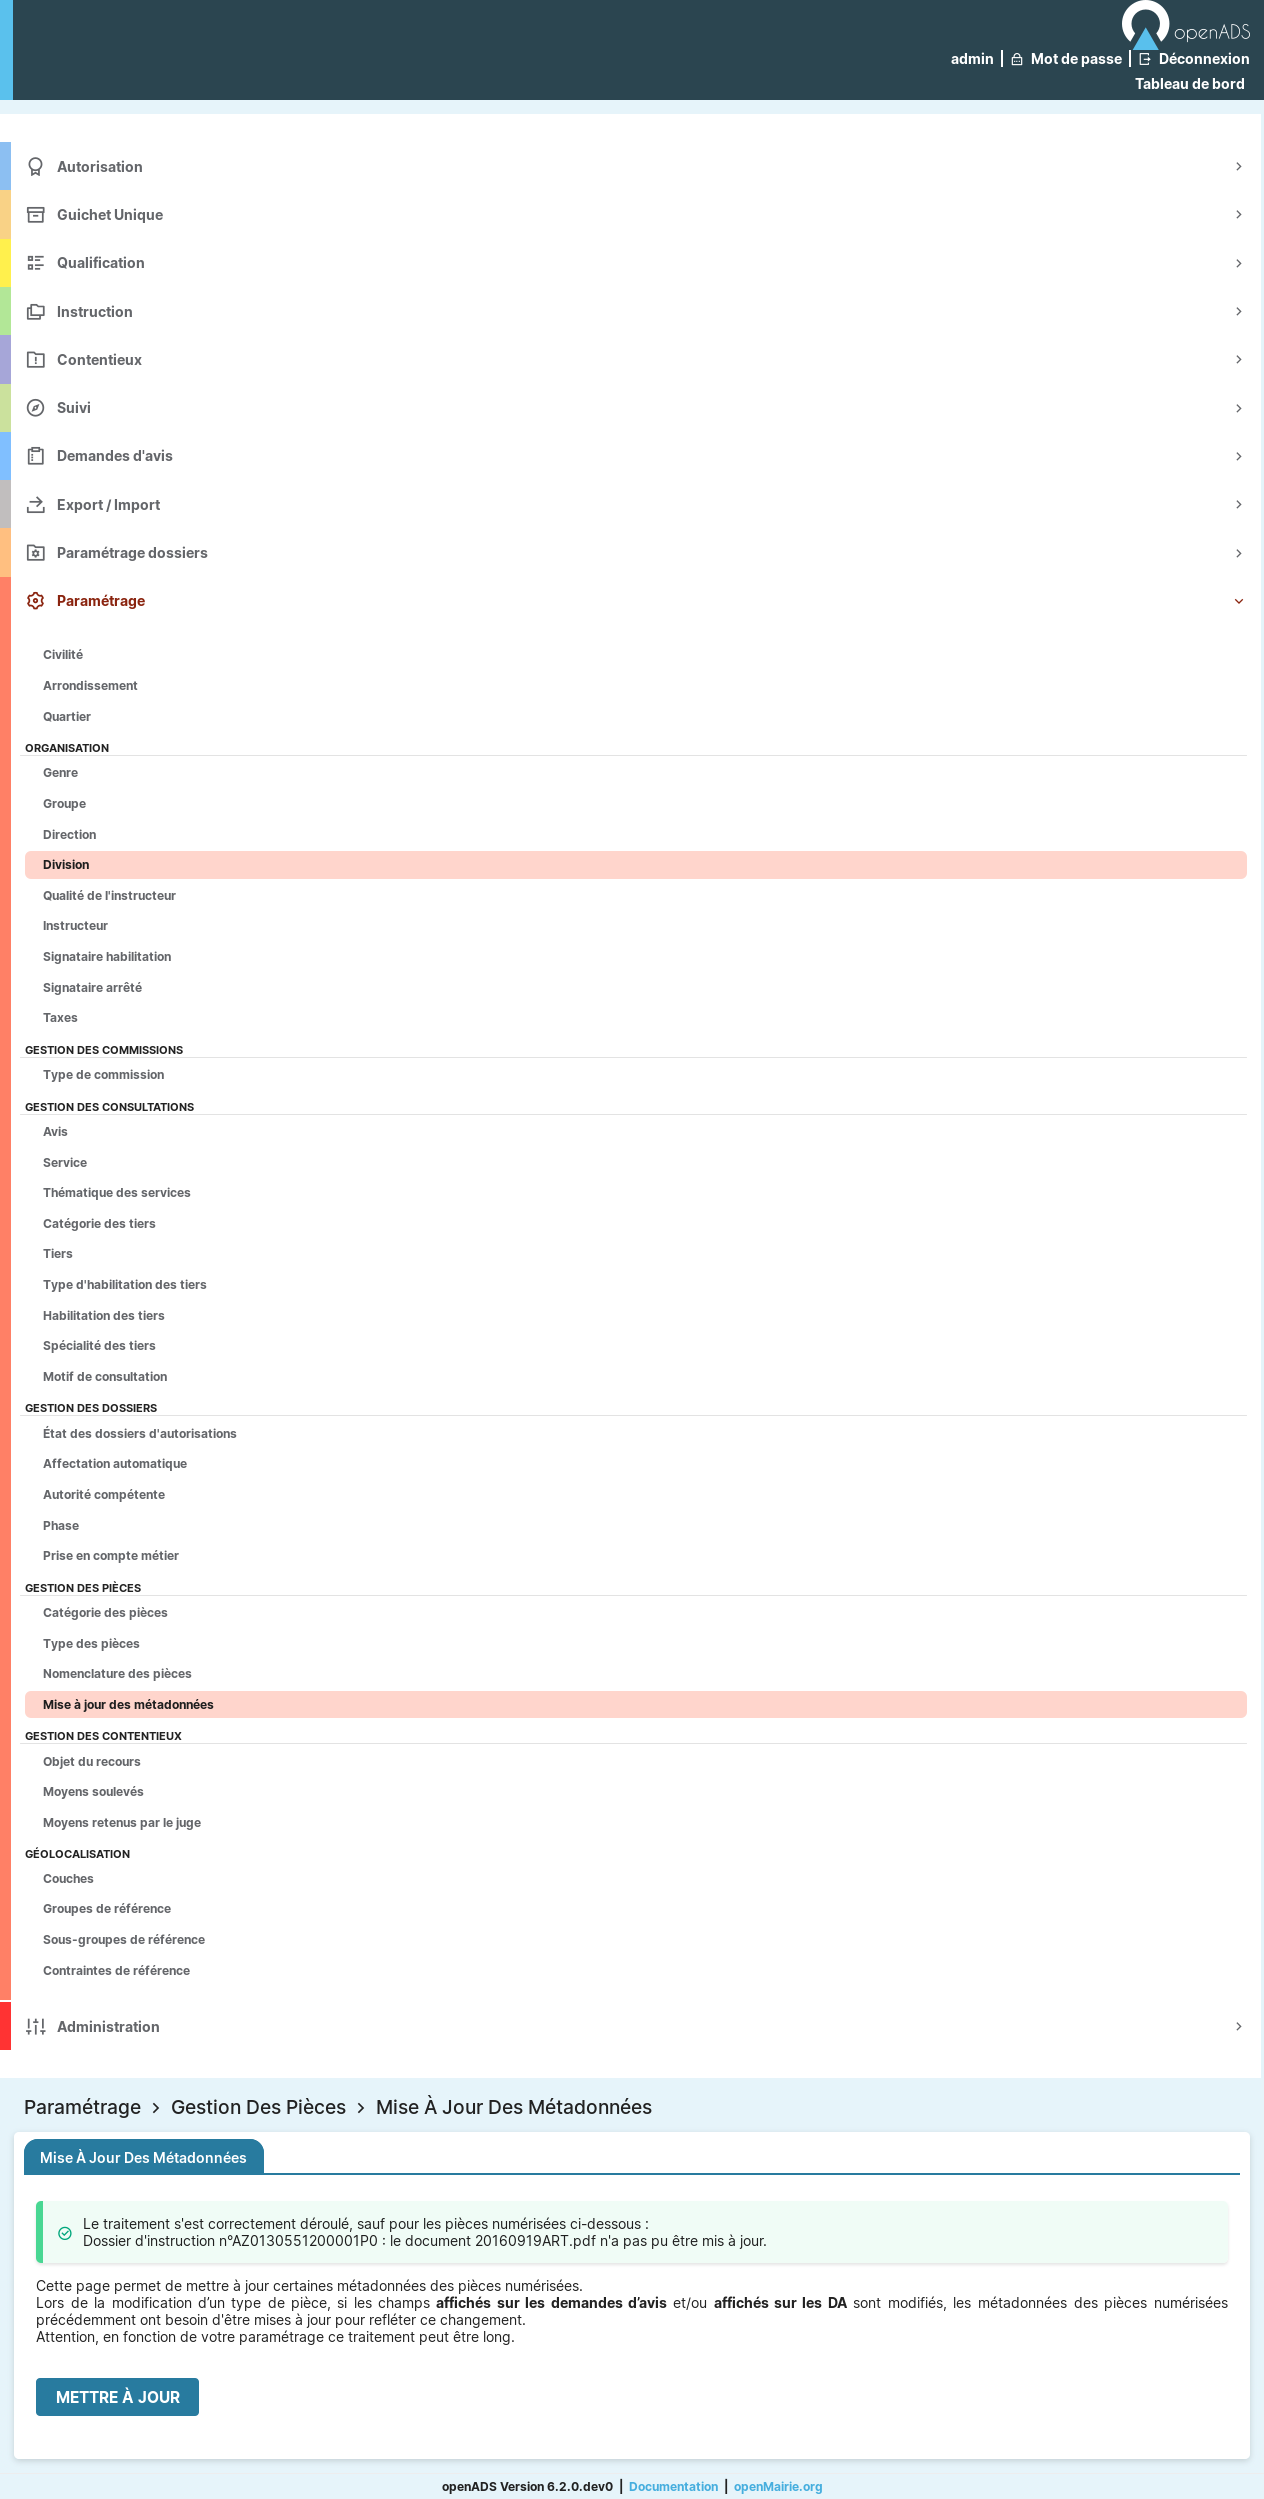 openADS
admin | Mot de passe | Déconnexion
Tableau de bord
Autorisation
Guichet Unique
Qualification
Instruction
Contentieux
Suivi
Demandes d'avis
Export / Import
Paramétrage dossiers
Paramétrage
Civilité
Arrondissement
Quartier
ORGANISATION
Genre
Groupe
Direction
Division
Qualité de l'instructeur
Instructeur
Signataire habilitation
Signataire arrêté
Taxes
GESTION DES COMMISSIONS
Type de commission
GESTION DES CONSULTATIONS
Avis
Service
Thématique des services
Catégorie des tiers
Tiers
Type d'habilitation des tiers
Habilitation des tiers
Spécialité des tiers
Motif de consultation
GESTION DES DOSSIERS
État des dossiers d'autorisations
Affectation automatique
Autorité compétente
Phase
Prise en compte métier
GESTION DES PIÈCES
Catégorie des pièces
Type des pièces
Nomenclature des pièces
Mise à jour des métadonnées
GESTION DES CONTENTIEUX
Objet du recours
Moyens soulevés
Moyens retenus par le juge
GÉOLOCALISATION
Couches
Groupes de référence
Sous-groupes de référence
Contraintes de référence
Administration
Paramétrage > Gestion Des Pièces > Mise À Jour Des Métadonnées
Mise À Jour Des Métadonnées
Le traitement s'est correctement déroulé, sauf pour les pièces numérisées ci-dessous :
Dossier d'instruction n°AZ0130551200001P0 : le document 20160919ART.pdf n'a pas pu être mis à jour.
Cette page permet de mettre à jour certaines métadonnées des pièces numérisées.
Lors de la modification d’un type de pièce, si les champs affichés sur les demandes d’avis et/ou affichés sur les DA sont modifiés, les métadonnées des pièces numérisées
précédemment ont besoin d'être mises à jour pour refléter ce changement.
Attention, en fonction de votre paramétrage ce traitement peut être long.
METTRE À JOUR
openADS Version 6.2.0.dev0 | Documentation | openMairie.org